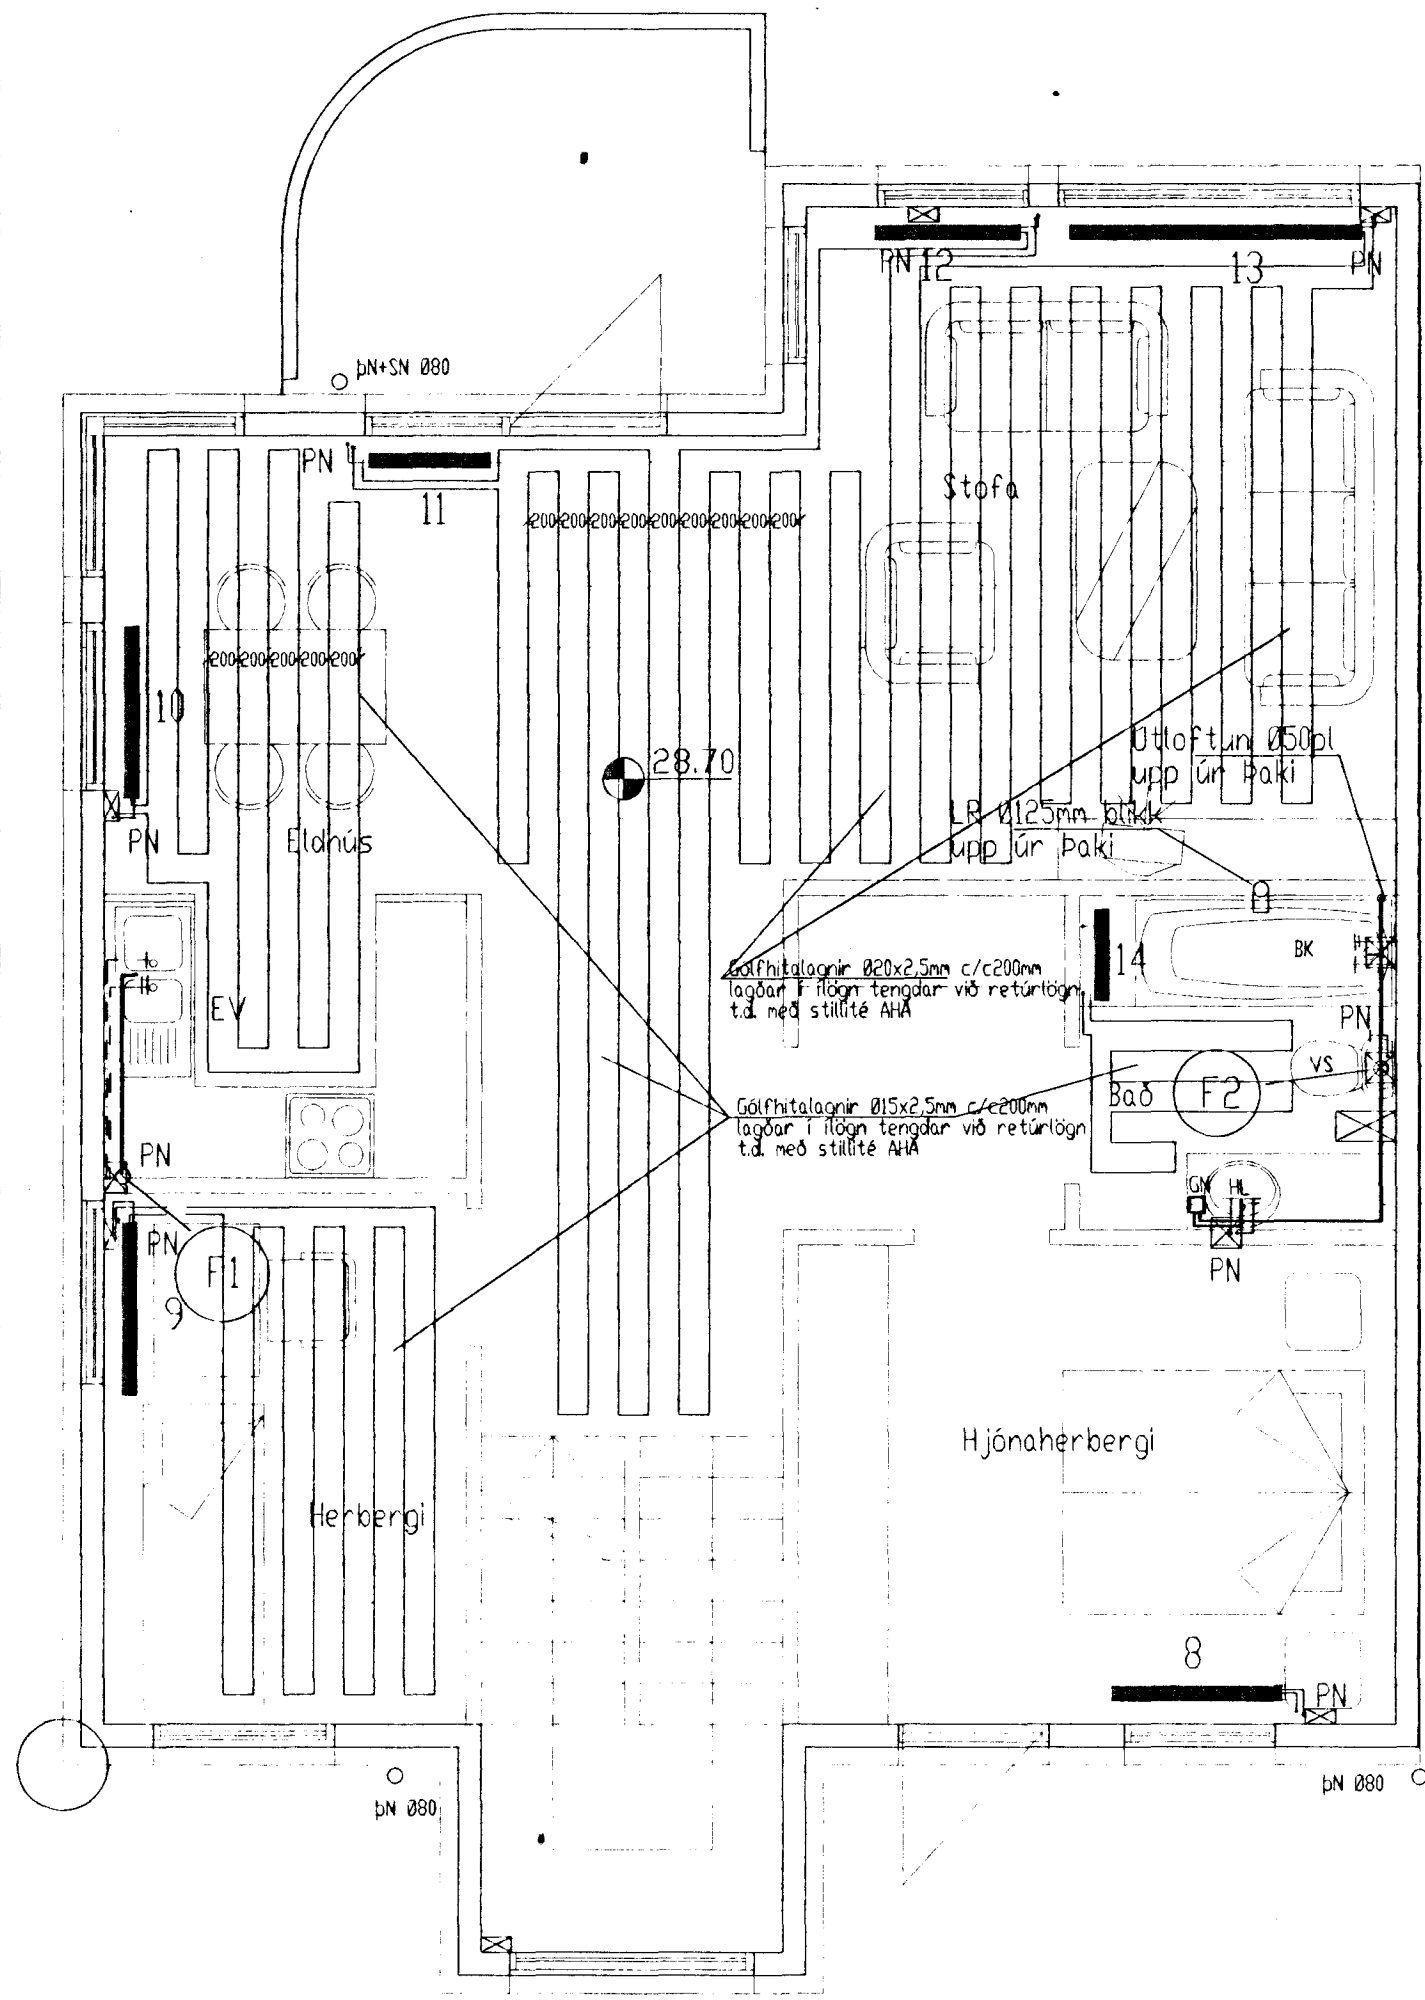 þN+SN Ø80
PN 12
13
PN
PN
11
Stofa
200 200 200 200 200 200 200 200 200
200 200 200 200 200
10
28.70
Útloftun Ø50pl
upp úr Þaki
LR Ø125mm blikk
upp úr Þaki
PN
Eldhús
EV
Gólfhitalagnir Ø20x2,5mm c/c200mm
lagðar í ílögn tengdar við retúrlögn
t.d. með stillité AHA
14
BK
PN
VS
Bað
F2
Gólfhitalagnir Ø15x2,5mm c/c200mm
lagðar í ílögn tengdar við retúrlögn
t.d. með stillité AHA
PN
GN
HL
PN
PN
F1
9
Hjónaherbergi
Herbergi
8
PN
þN Ø80
þN Ø80